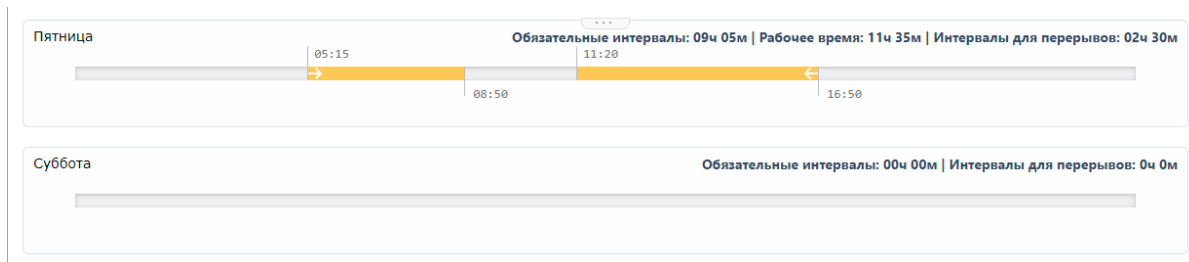 Пятница
Обязательные интервалы: 09ч 05м | Рабочее время: 11ч 35м | Интервалы для перерывов: 02ч 30м
05:15 11:20
08:50 16:50
Суббота
Обязательные интервалы: 00ч 00м | Интервалы для перерывов: 0ч 0м